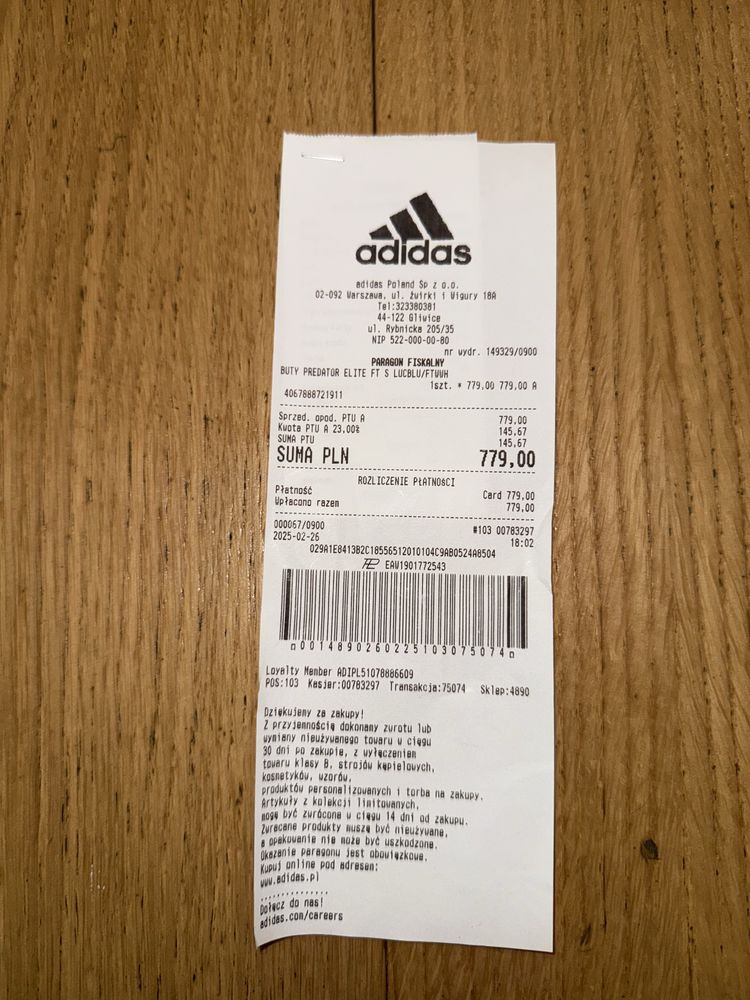 adidas
adidas Poland Sp z o.o.
02-092 Warszawa, ul. Żwirki i Wigury 18A
Tel:323380381
44-122 Gliwice
ul. Rybnicka 205/35
NIP 522-000-00-80
nr wydr. 149329/0900
PARAGON FISKALNY
BUTY PREDATOR ELITE FT S LUCBLU/FTWWH
1szt. * 779,00 779,00 A
4067888721911
Sprzed. opod. PTU A 779,00
Kwota PTU A 23,00% 145,67
SUMA PTU 145,67
SUMA PLN 779,00
ROZLICZENIE PŁATNOŚCI
Płatność Card 779,00
Wpłacono razem 779,00
000067/0900 #103 00783297
2025-02-26 18:02
029A1E8413B2C18556512010104C9AB0524A8504
EAW1901772543
0014890260225103075074
Loyalty Member ADIPL51078886609
POS:103 Kasjer:00783297 Transakcja:75074 Sklep:4890
Dziękujemy za zakupy!
Z przyjemnością dokonamy zwrotu lub
wymiany nieużywanego towaru w ciągu
30 dni po zakupie, z wyłączeniem
towaru klasy B, strojów kąpielowych,
kosmetyków, wzorów,
produktów personalizowanych i torba na zakupy.
Artykuły z kolekcji limitowanych,
mogą być zwrócone w ciągu 14 dni od zakupu.
Zwracane produkty muszą być nieużywane,
a opakowanie nie może być uszkodzone.
Okazanie paragonu jest obowiązkowe.
Kupuj online pod adresem:
www.adidas.pl
..............
Dołącz do nas!
adidas.com/careers